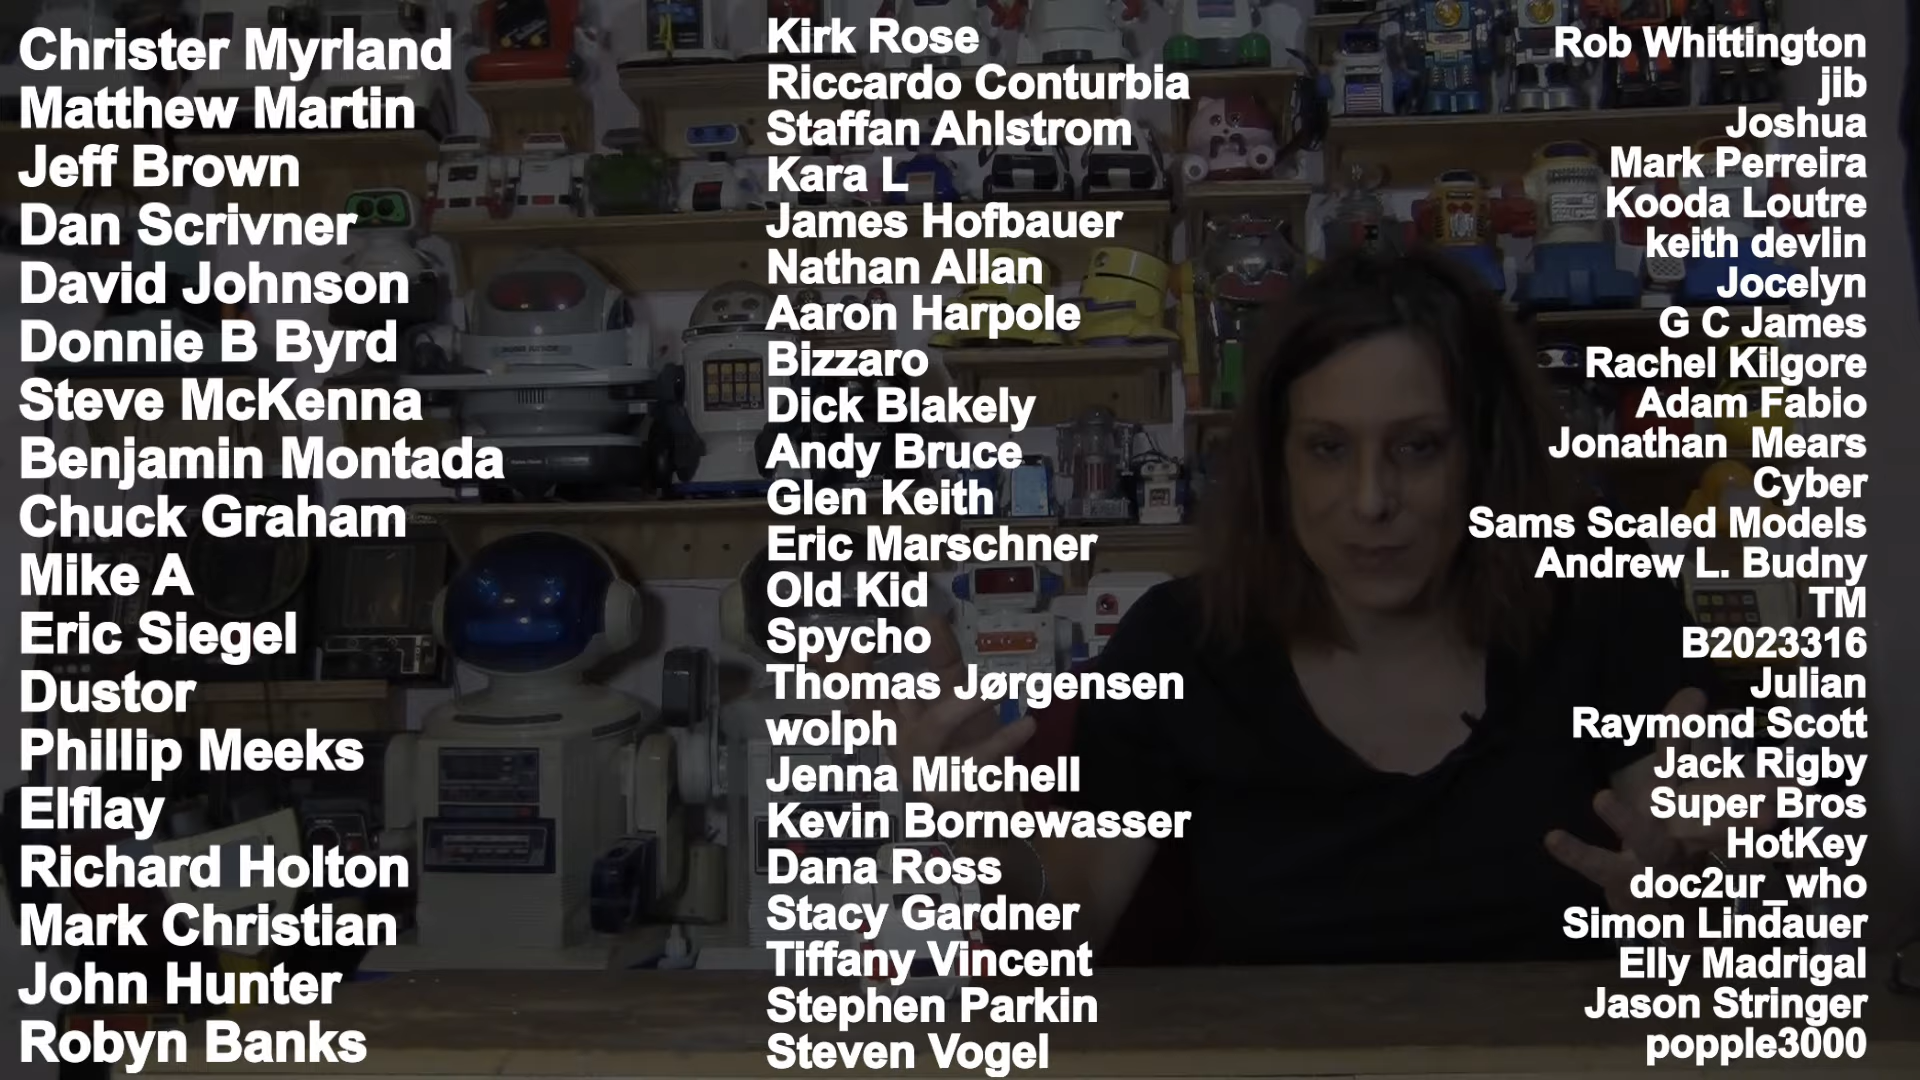 Christer Myrland
Matthew Martin
Jeff Brown
Dan Scrivner
David Johnson
Donnie B Byrd
Steve McKenna
Benjamin Montada
Chuck Graham
Mike A
Eric Siegel
Dustor
Phillip Meeks
Elflay
Richard Holton
Mark Christian
John Hunter
Robyn Banks
Kirk Rose
Riccardo Conturbia
Staffan Ahlstrom
Kara L
James Hofbauer
Nathan Allan
Aaron Harpole
Bizzaro
Dick Blakely
Andy Bruce
Glen Keith
Eric Marschner
Old Kid
Spycho
Thomas Jørgensen
wolph
Jenna Mitchell
Kevin Bornewasser
Dana Ross
Stacy Gardner
Tiffany Vincent
Stephen Parkin
Steven Vogel
Rob Whittington
jib
Joshua
Mark Perreira
Kooda Loutre
keith devlin
Jocelyn
G C James
Rachel Kilgore
Adam Fabio
Jonathan  Mears
Cyber
Sams Scaled Models
Andrew L. Budny
TM
B2023316
Julian
Raymond Scott
Jack Rigby
Super Bros
HotKey
doc2ur_who
Simon Lindauer
Elly Madrigal
Jason Stringer
popple3000